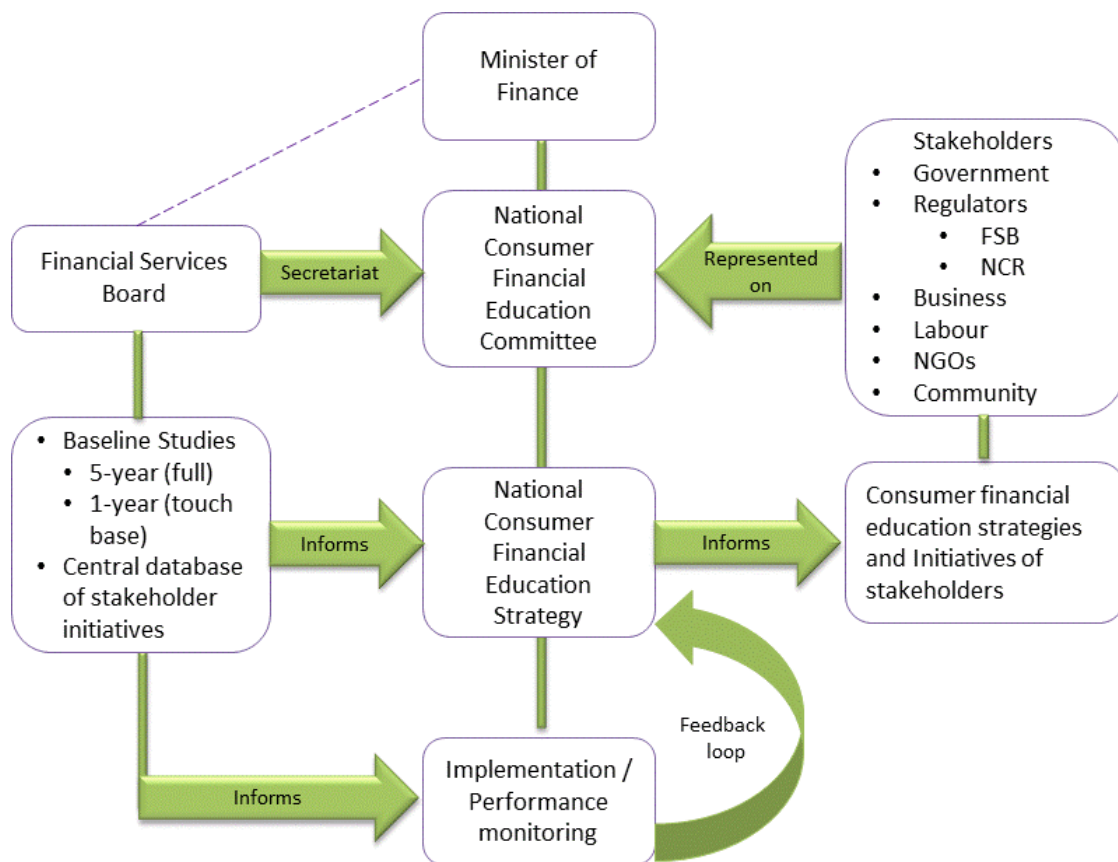 Minister of
Finance
Financial Services
Board
Secretariat
National
Consumer
Financial
Education
Committee
Represented
on
Stakeholders
• Government
• Regulators
• FSB
• NCR
• Business
• Labour
• NGOs
• Community
• Baseline Studies
• 5-year (full)
• 1-year (touch
base)
• Central database
of stakeholder
initiatives
Informs
National
Consumer
Financial
Education
Strategy
Informs
Consumer financial
education strategies
and Initiatives of
stakeholders
Feedback
loop
Informs
Implementation /
Performance
monitoring